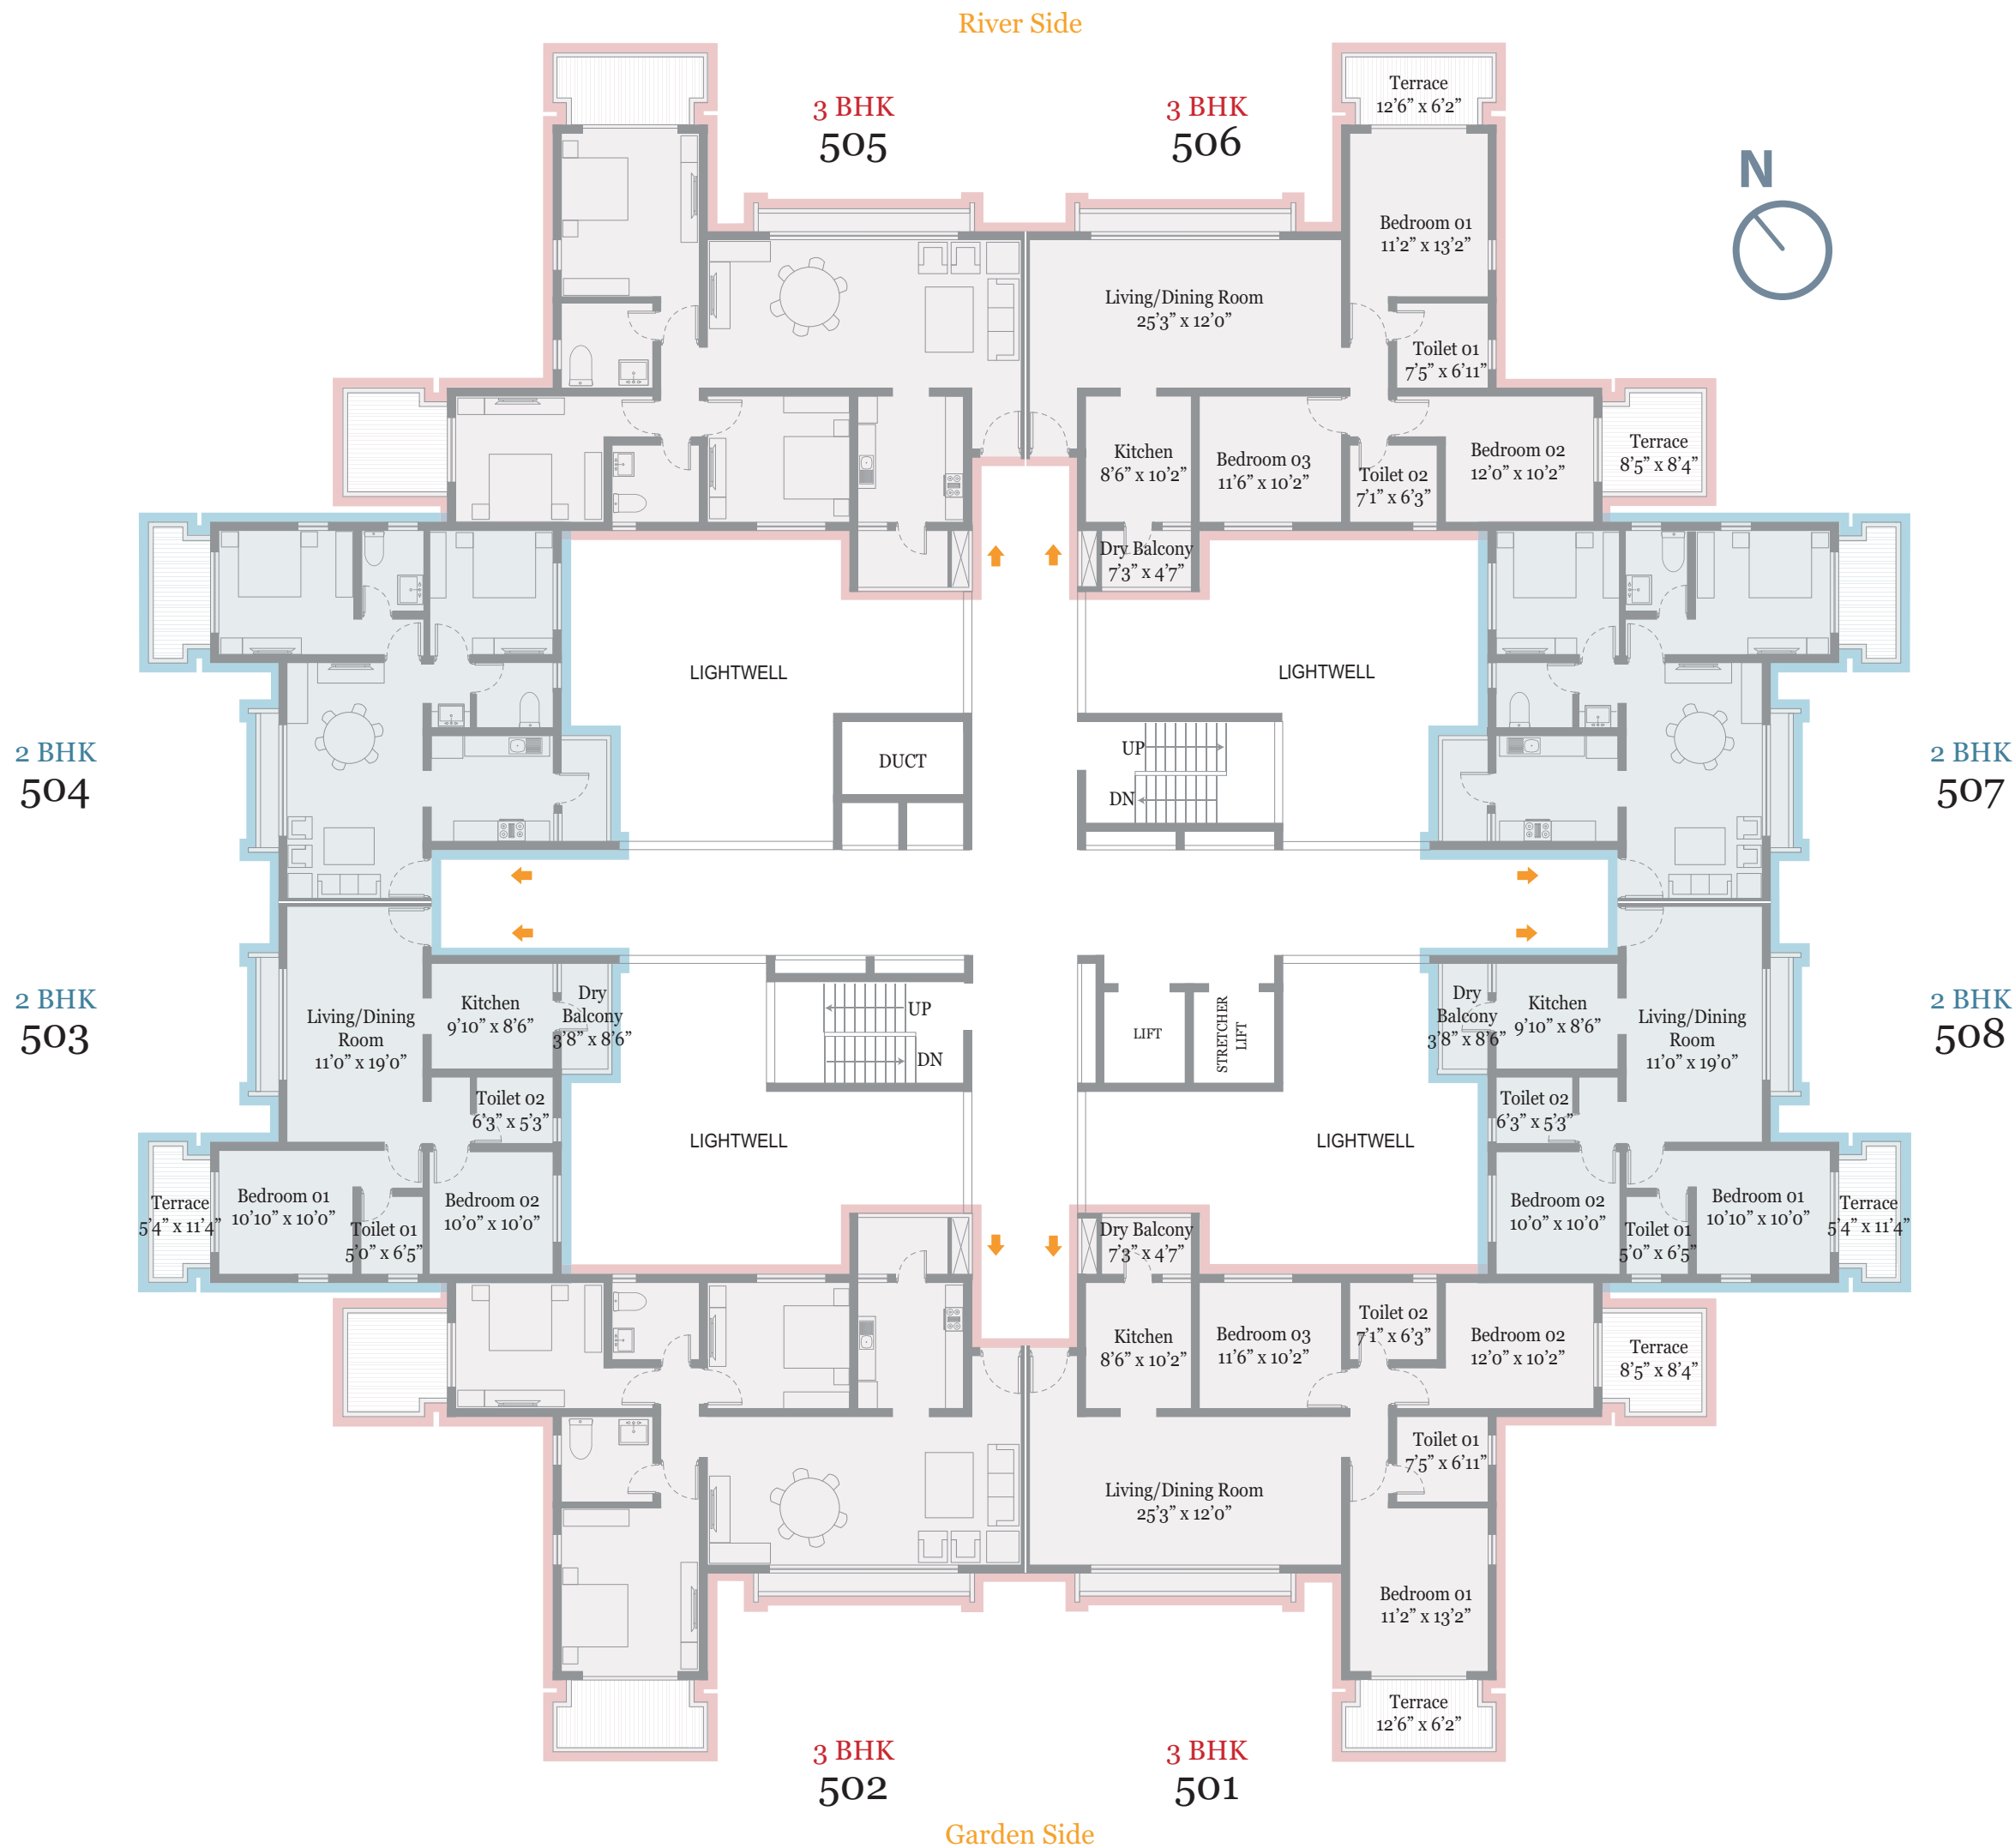 River Side
3 BHK
505
3 BHK
506
Terrace
12'6” x 6'2”
N
Bedroom 01
11'2” x 13'2”
Living/Dining Room
25'3” x 12'0”
Toilet 01
7'5” x 6'11”
Kitchen
8'6” x 10'2”
Bedroom 03
11'6” x 10'2”
Toilet 02
7'1” x 6'3”
Bedroom 02
12'0” x 10'2”
Terrace
8'5” x 8'4”
Dry Balcony
7'3” x 4'7”
LIGHTWELL
LIGHTWELL
2 BHK
504
DUCT
UP
DN
2 BHK
507
2 BHK
503
Living/Dining
Room
11'0” x 19'0”
Kitchen
9'10” x 8'6”
Dry
Balcony
3'8” x 8'6”
UP
DN
LIFT
STRETCHER
LIFT
Dry
Balcony
3'8” x 8'6”
Kitchen
9'10” x 8'6”
Living/Dining
Room
11'0” x 19'0”
2 BHK
508
Toilet 02
6'3” x 5'3”
LIGHTWELL
LIGHTWELL
Toilet 02
6'3” x 5'3”
Terrace
5'4” x 11'4”
Bedroom 01
10'10” x 10'0”
Toilet 01
5'0” x 6'5”
Bedroom 02
10'0” x 10'0”
Bedroom 02
10'0” x 10'0”
Toilet 01
5'0” x 6'5”
Bedroom 01
10'10” x 10'0”
Terrace
5'4” x 11'4”
Dry Balcony
7'3” x 4'7”
Kitchen
8'6” x 10'2”
Bedroom 03
11'6” x 10'2”
Toilet 02
7'1” x 6'3”
Bedroom 02
12'0” x 10'2”
Terrace
8'5” x 8'4”
Toilet 01
7'5” x 6'11”
Living/Dining Room
25'3” x 12'0”
Bedroom 01
11'2” x 13'2”
Terrace
12'6” x 6'2”
3 BHK
502
3 BHK
501
Garden Side